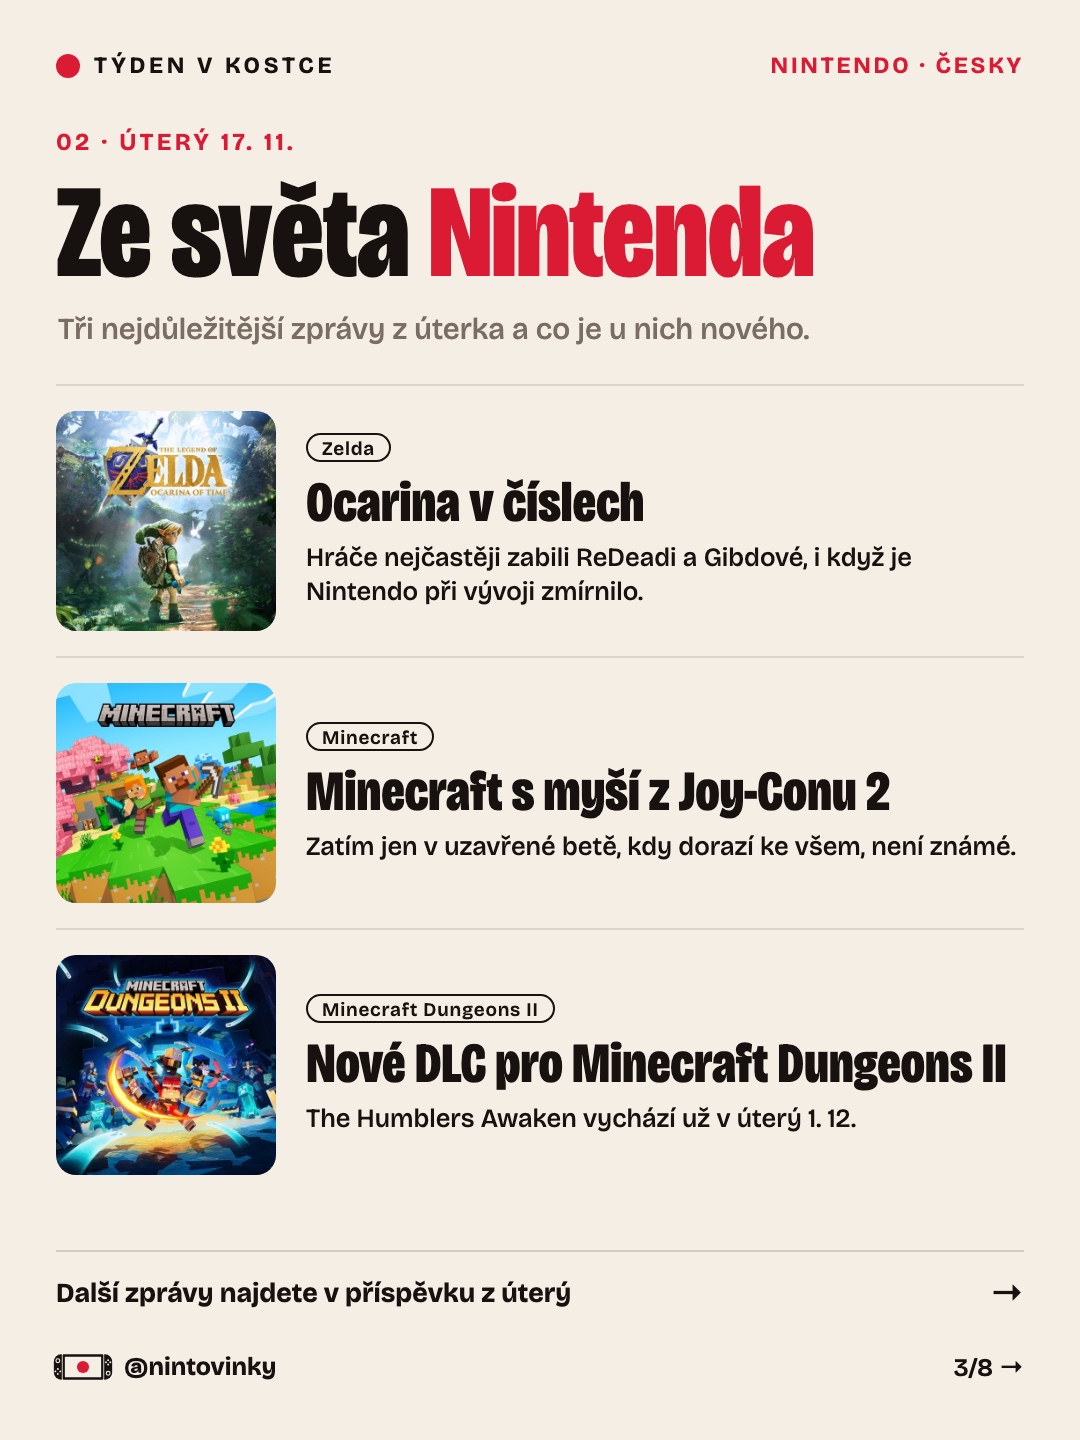 TÝDEN V KOSTCE
NINTENDO · ČESKY
02 · ÚTERÝ 17. 11.
Ze světa Nintenda
Tři nejdůležitější zprávy z úterka a co je u nich nového.
THE LEGEND OF
ZELDA
OCARINA OF TIME
Zelda
Ocarina v číslech
Hráče nejčastěji zabili ReDeadi a Gibdové, i když je
Nintendo při vývoji zmírnilo.
MINECRAFT
Minecraft
Minecraft s myší z Joy-Conu 2
Zatím jen v uzavřené betě, kdy dorazí ke všem, není známé.
MINECRAFT
DUNGEONS II
Minecraft Dungeons II
Nové DLC pro Minecraft Dungeons II
The Humblers Awaken vychází už v úterý 1. 12.
Další zprávy najdete v příspěvku z úterý →
@nintovinky
3/8 →